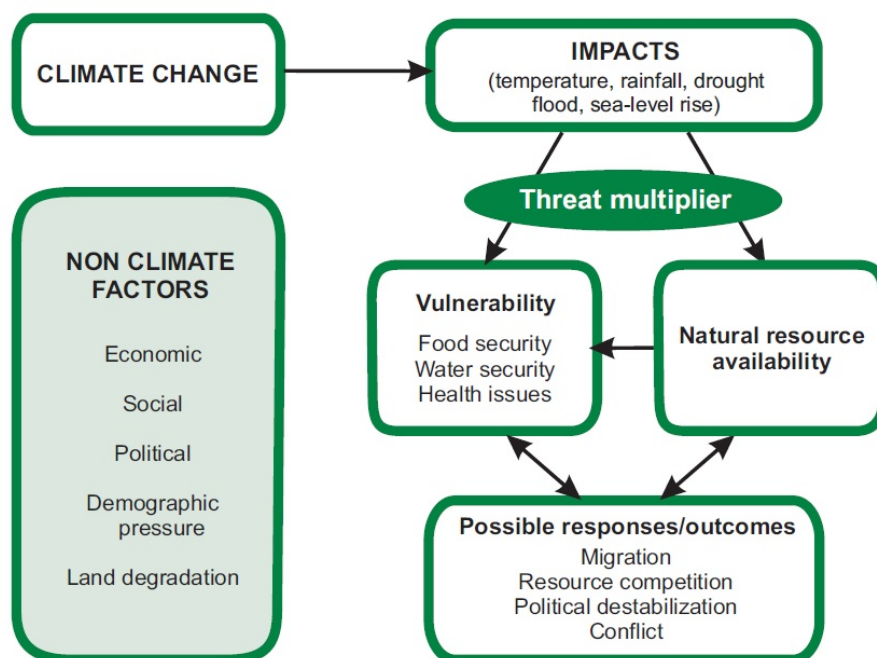 CLIMATE CHANGE
IMPACTS
(temperature, rainfall, drought
flood, sea-level rise)
Threat multiplier
NON CLIMATE
FACTORS
Economic
Social
Political
Demographic
pressure
Land degradation
Vulnerability
Food security
Water security
Health issues
Natural resource
availability
Possible responses/outcomes
Migration
Resource competition
Political destabilization
Conflict